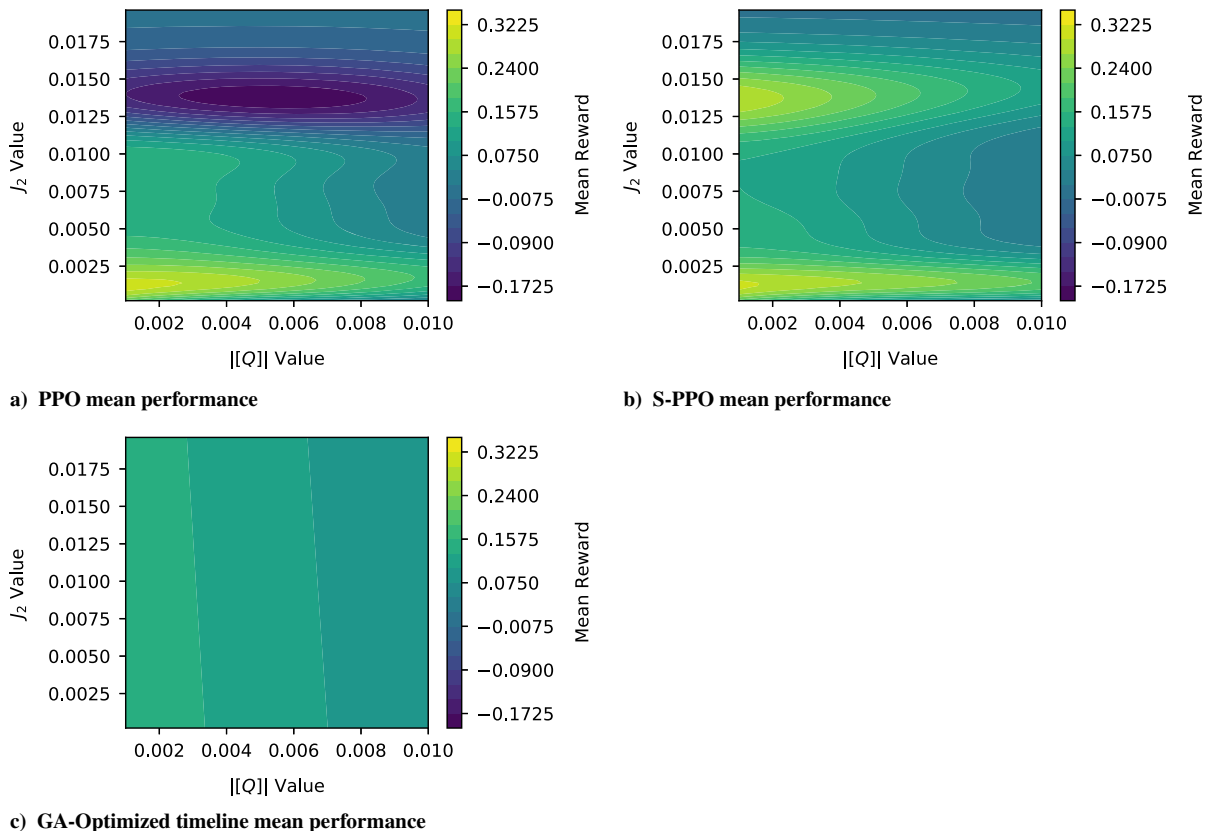 0.0175
0.0150
0.0125
0.0100
0.0075
0.0050
0.0025
J₂ Value
0.002 0.004 0.006 0.008 0.010
|[Q]| Value
0.3225
0.2400
0.1575
0.0750
−0.0075
−0.0900
−0.1725
Mean Reward
a) PPO mean performance
0.0175
0.0150
0.0125
0.0100
0.0075
0.0050
0.0025
J₂ Value
0.002 0.004 0.006 0.008 0.010
|[Q]| Value
0.3225
0.2400
0.1575
0.0750
−0.0075
−0.0900
−0.1725
Mean Reward
b) S-PPO mean performance
0.0175
0.0150
0.0125
0.0100
0.0075
0.0050
0.0025
J₂ Value
0.002 0.004 0.006 0.008 0.010
|[Q]| Value
0.3225
0.2400
0.1575
0.0750
−0.0075
−0.0900
−0.1725
Mean Reward
c) GA-Optimized timeline mean performance